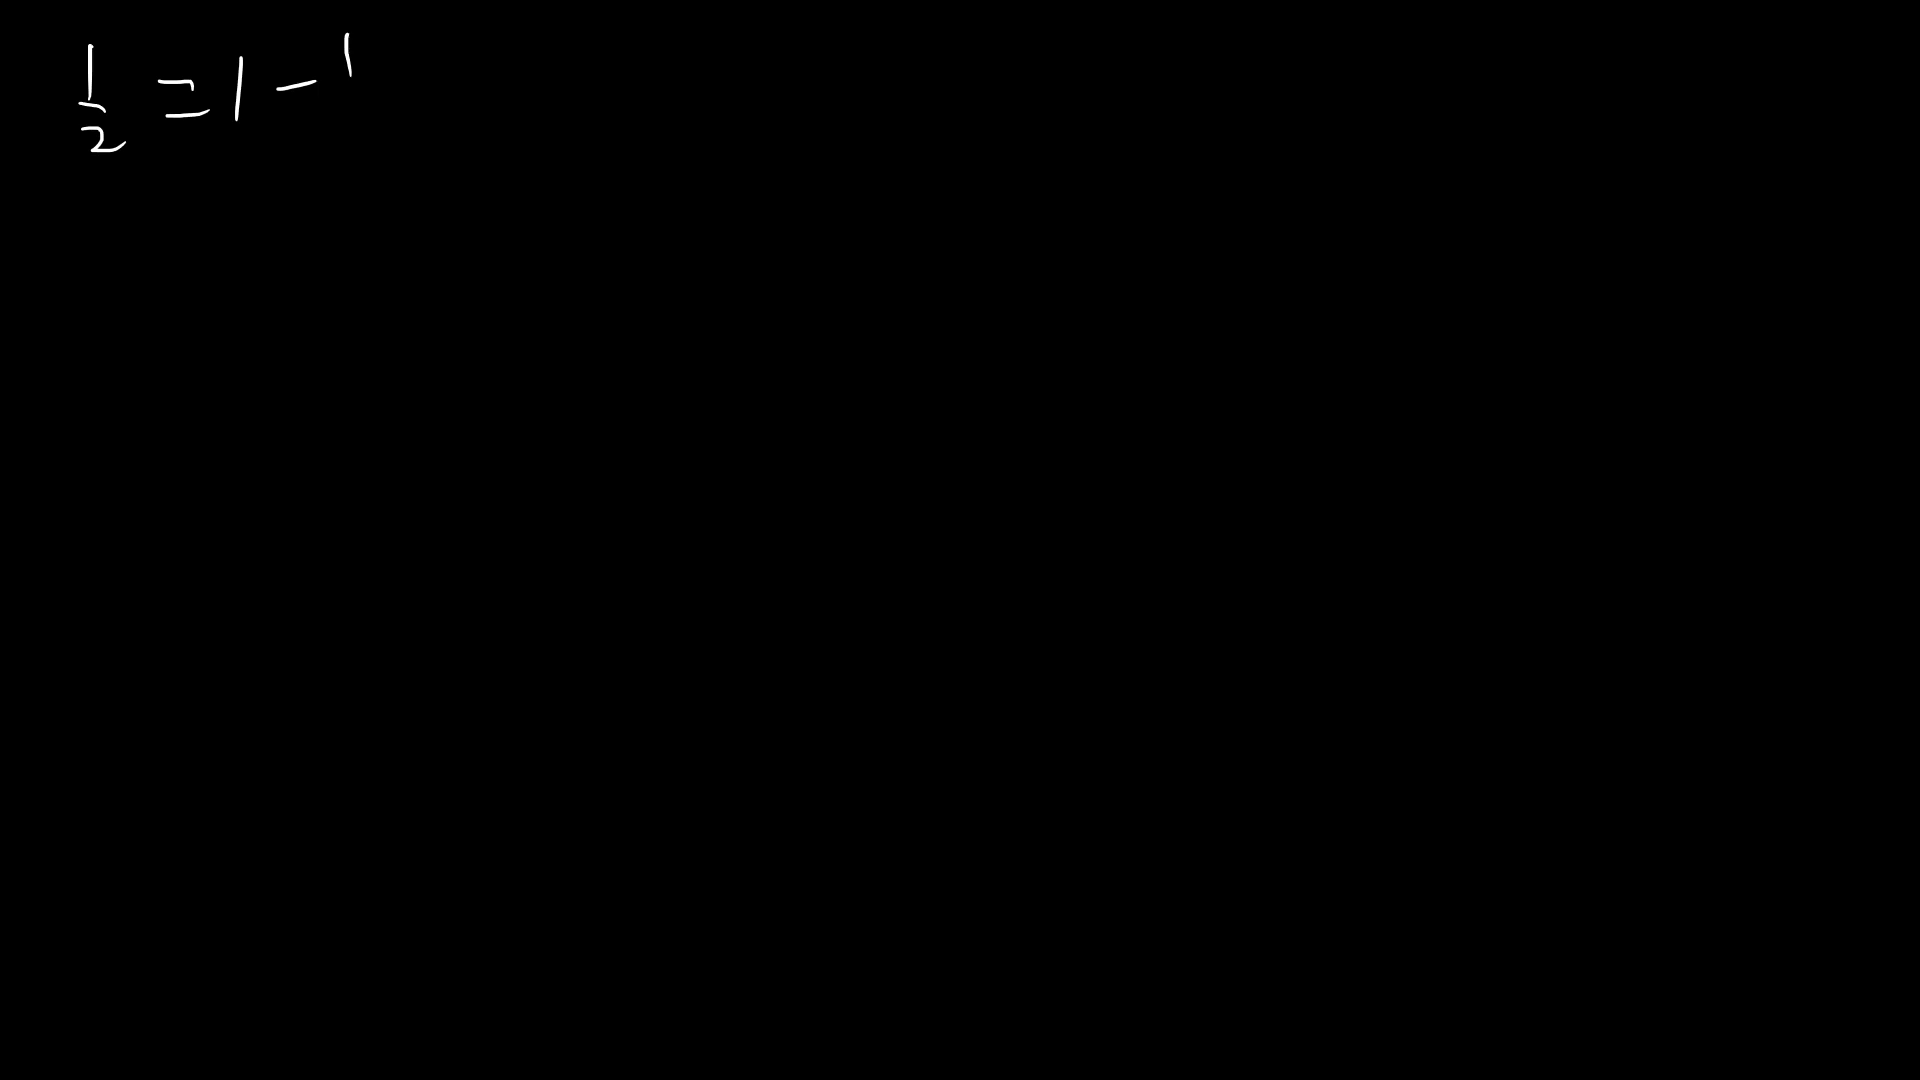 1/2 = 1 - 1